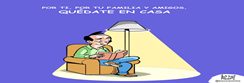 POR TI, POR TU FAMILIA Y AMIGOS,
QUÉDATE EN CASA